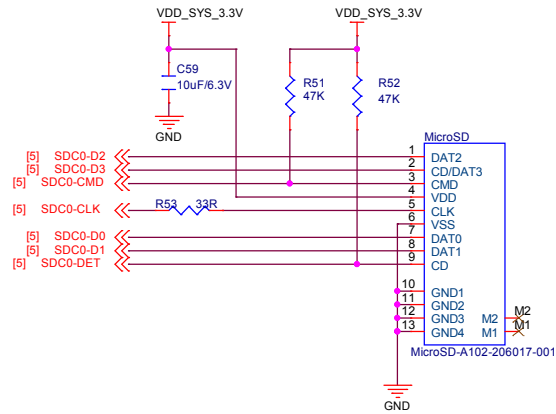 VDD_SYS_3.3V VDD_SYS_3.3V
C59
10uF/6.3V
R51
47K
R52
47K
GND
MicroSD
[5] SDC0-D2 1 DAT2
[5] SDC0-D3 2 CD/DAT3
[5] SDC0-CMD 3 CMD
4 VDD
[5] SDC0-CLK R53 33R 5 CLK
6 VSS
[5] SDC0-D0 7 DAT0
[5] SDC0-D1 8 DAT1
[5] SDC0-DET 9 CD
10 GND1
11 GND2
12 GND3 M2 M2
13 GND4 M1 M1
MicroSD-A102-206017-001
GND